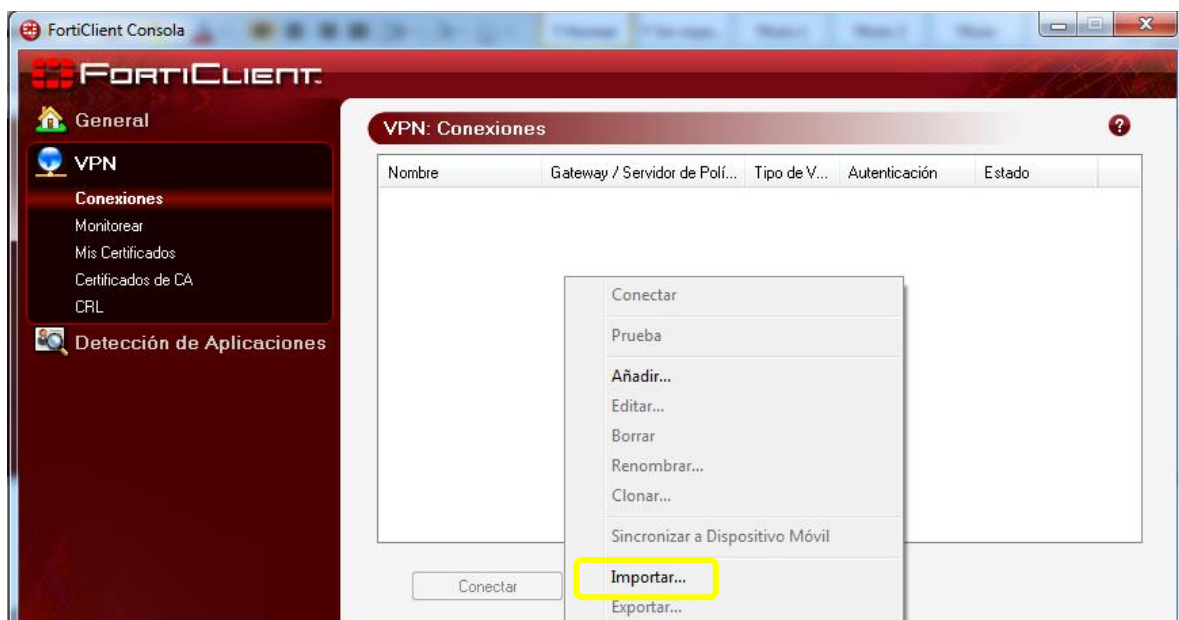 FortiClient Consola
FORTICLIENT.
General
VPN
Conexiones
Monitorear
Mis Certificados
Certificados de CA
CRL
Detección de Aplicaciones
VPN: Conexiones
?
Nombre Gateway / Servidor de Polí... Tipo de V... Autenticación Estado
Conectar
Prueba
Añadir...
Editar...
Borrar
Renombrar...
Clonar...
Sincronizar a Dispositivo Móvil
Importar...
Exportar...
Conectar